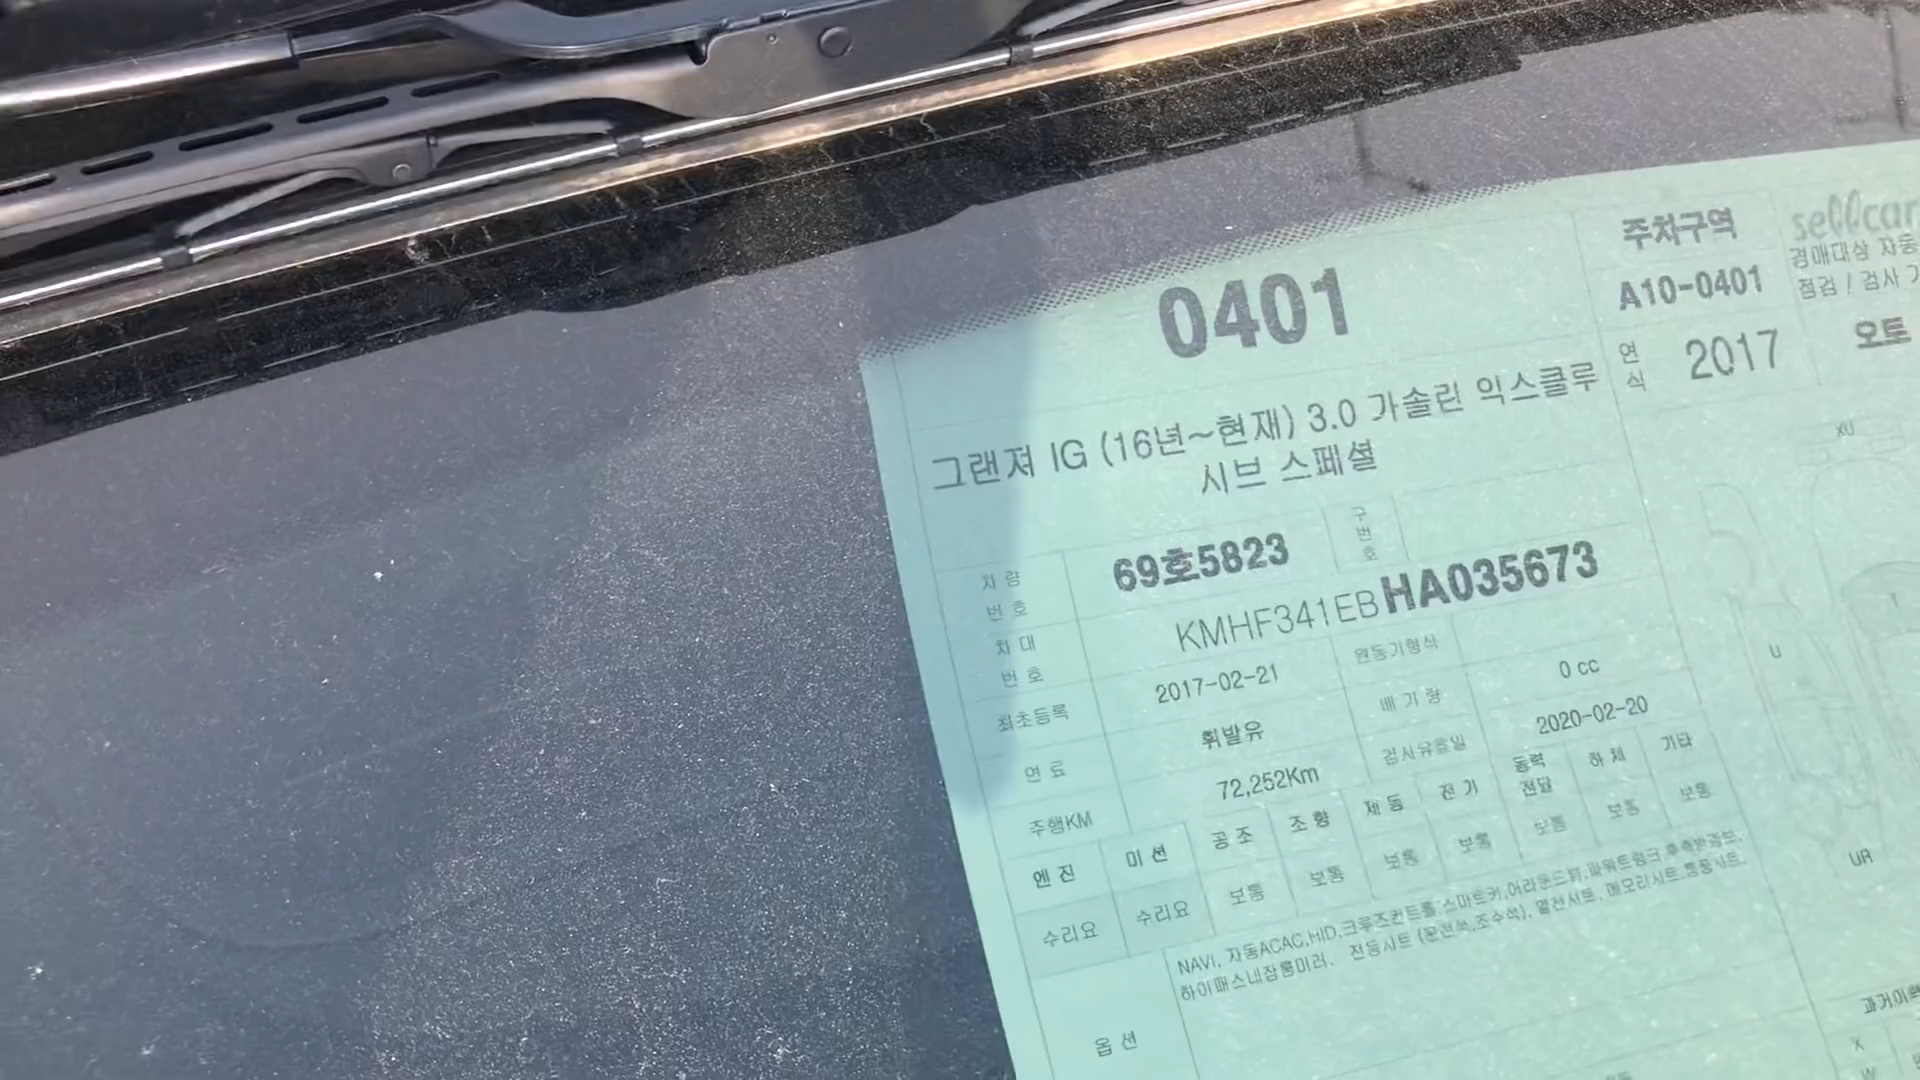 0401
주차구역
A10-0401
sellcar
경매대상 자동
점검 / 검사 기
그랜져 IG (16년~현재) 3.0 가솔린 익스클루
시브 스페셜
연식
2017
오토
차량번호
69호5823
구번호
차대번호
KMHF341EBHA035673
최초등록
2017-02-21
원동기형식
연료
휘발유
배기량
0 cc
주행KM
72,252Km
검사유효일
2020-02-20
엔진 미션 공조 조향 제동 전기 동력전달 하체 기타
수리요 수리요 보통 보통 보통 보통 보통 보통 보통
옵션
NAVI, 자동ACAC,HID,크루즈컨트롤 스마트키,어라운드뷰,파워트렁크,후측방경보,
하이패스내장룸미러, 전동시트 (운전석,조수석), 열선시트, 메모리시트,통풍시트,
XU
T
U
UR
과거이력
X
W